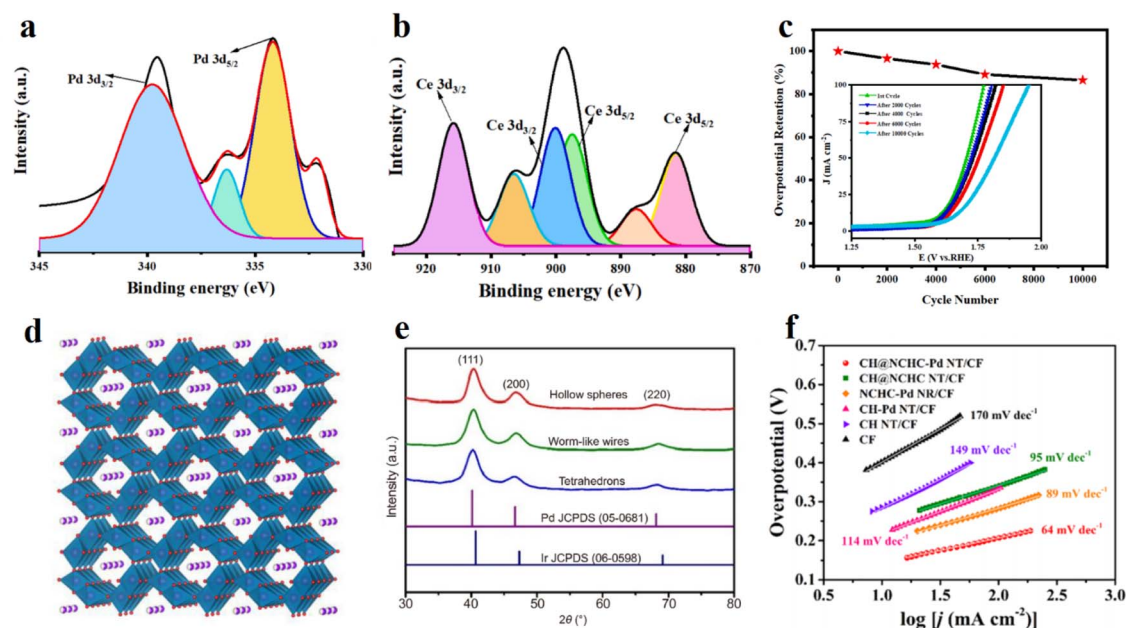 a
Pd 3d3/2
Pd 3d5/2
Intensity (a.u.)
345 340 335 330
Binding energy (eV)
b
Ce 3d3/2
Ce 3d3/2
Ce 3d5/2
Ce 3d5/2
Intensity (a.u.)
920 910 900 890 880 870
Binding energy (eV)
c
Overpotential Retention (%)
100
80
60
40
20
0
1st Cycle
After 2000 Cycles
After 4000 Cycles
After 6000 Cycles
After 10000 Cycles
J (mA cm-2)
100
75
50
25
0
1.25 1.50 1.75 2.00
E (V vs.RHE)
0 2000 4000 6000 8000 10000
Cycle Number
d
e
(111)
(200)
(220)
Hollow spheres
Worm-like wires
Tetrahedrons
Pd JCPDS (05-0681)
Ir JCPDS (06-0598)
Intensity (a.u.)
30 40 50 60 70 80
2θ (°)
f
Overpotential (V)
0.7
0.6
0.5
0.4
0.3
0.2
0.1
CH@NCHC-Pd NT/CF
CH@NCHC NT/CF
NCHC-Pd NR/CF
CH-Pd NT/CF
CH NT/CF
CF
170 mV dec-1
149 mV dec-1
95 mV dec-1
89 mV dec-1
114 mV dec-1
64 mV dec-1
0.5 1.0 1.5 2.0 2.5 3.0
log [j (mA cm-2)]